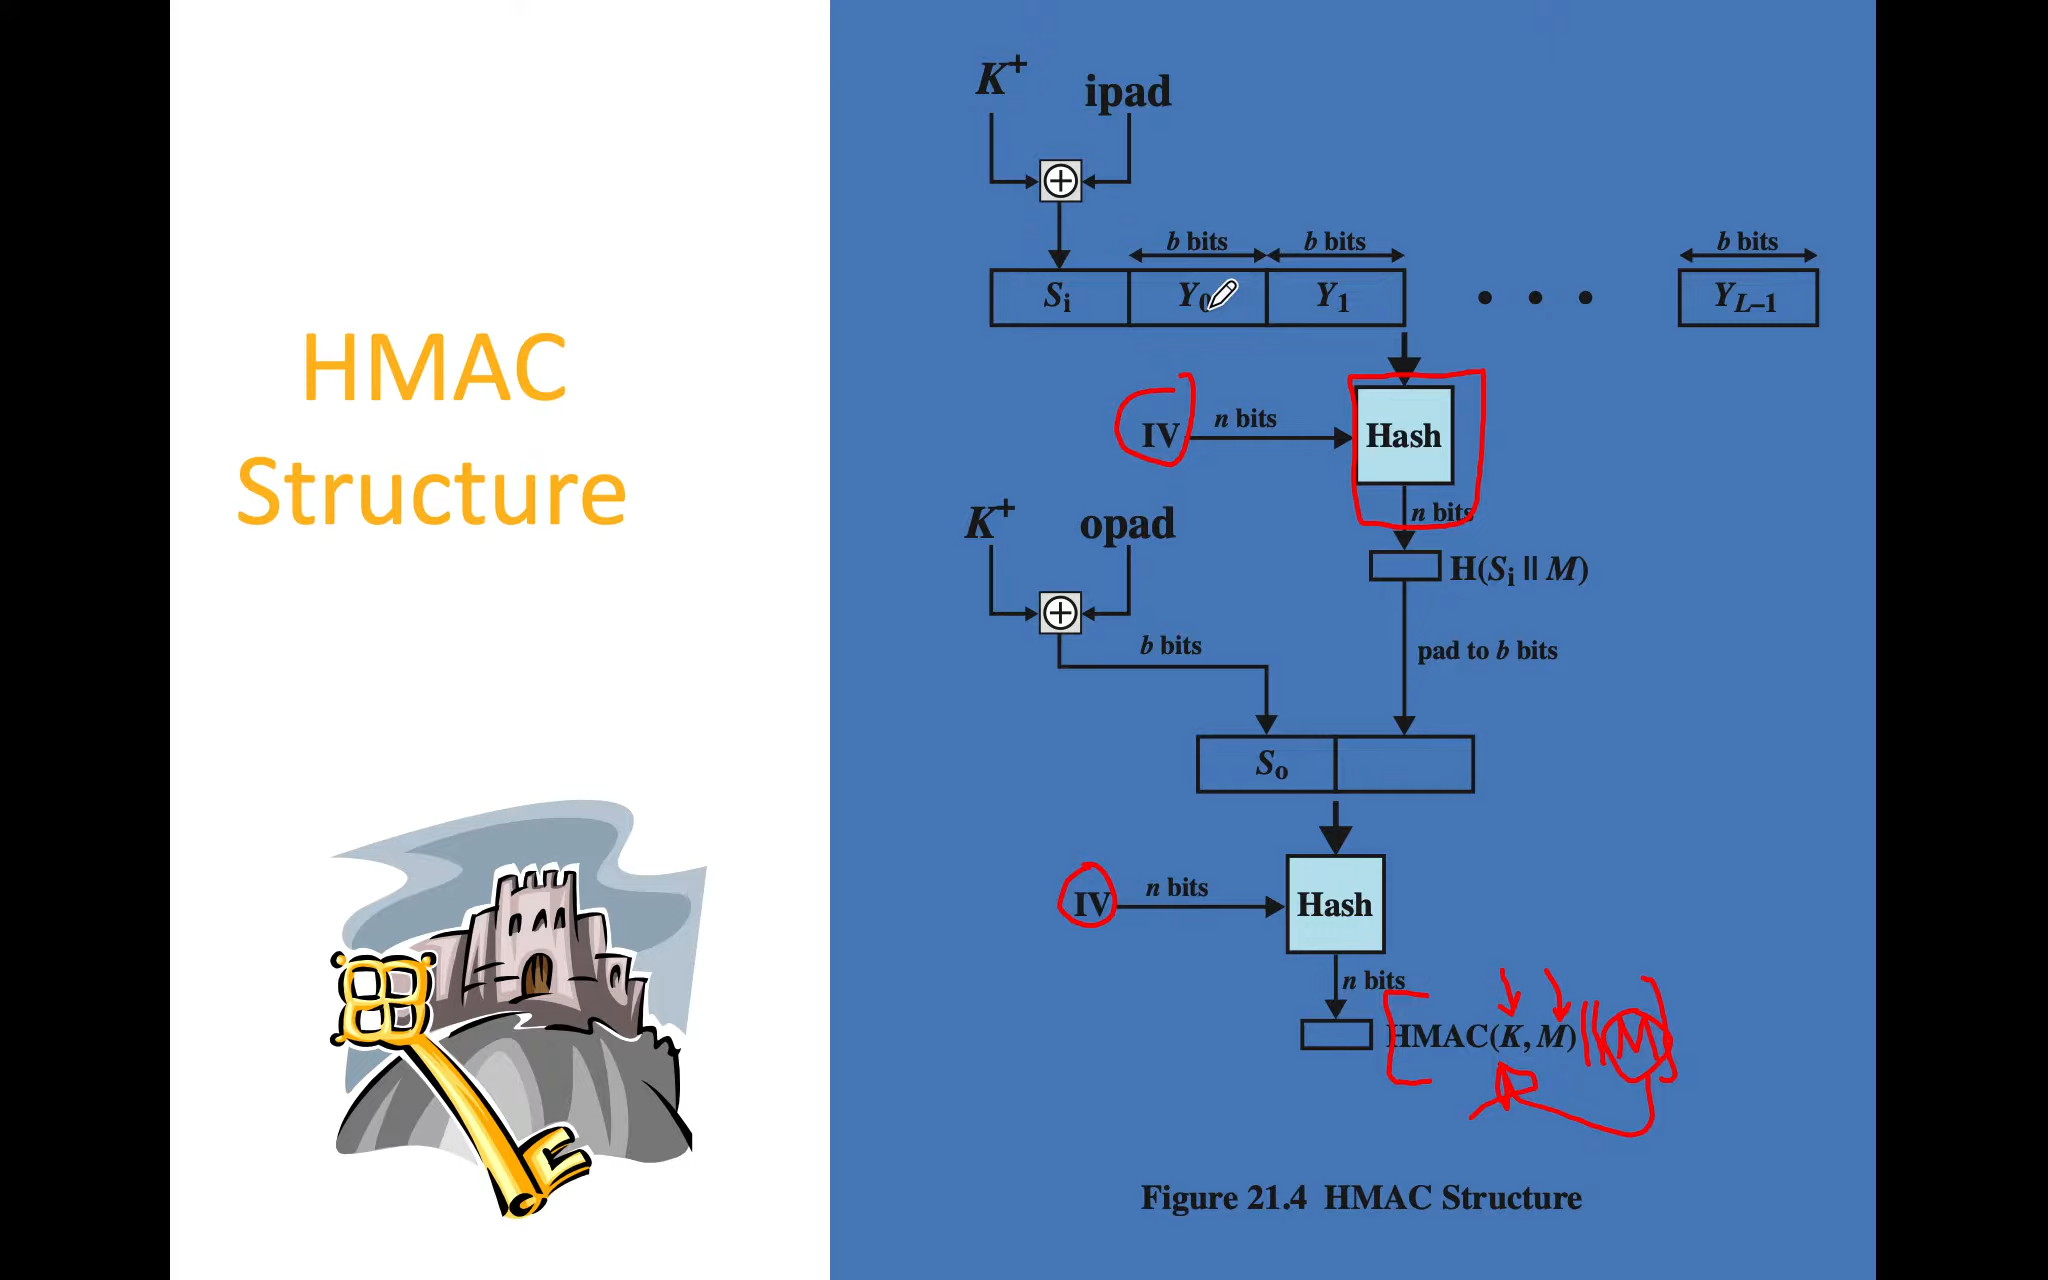 HMAC
Structure
K⁺ ipad
b bits b bits b bits
Sᵢ Y₀ Y₁ • • • Y_L–1
IV n bits Hash
n bits
K⁺ opad
H(Sᵢ || M)
b bits
pad to b bits
Sₒ
IV n bits Hash
n bits
HMAC(K, M) || M
Figure 21.4 HMAC Structure